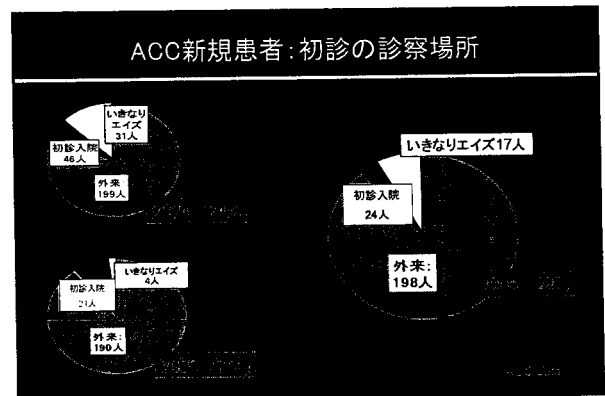 ACC新規患者:初診の診察場所
いきなり
エイズ
31人
初診入院
46人
外来:
199人
いきなりエイズ
4人
初診入院
21人
外来:
190人
いきなりエイズ17人
初診入院
24人
外来:
198人